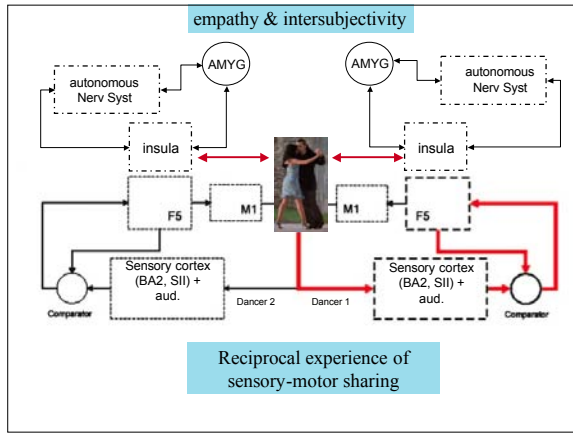 empathy & intersubjectivity
AMYG
AMYG
autonomous
Nerv Syst
autonomous
Nerv Syst
insula
insula
F5
M1
M1
F5
Sensory cortex
(BA2, SII) +
aud.
Sensory cortex
(BA2, SII) +
aud.
Comparator
Dancer 2
Dancer 1
Comparator
Reciprocal experience of
sensory-motor sharing